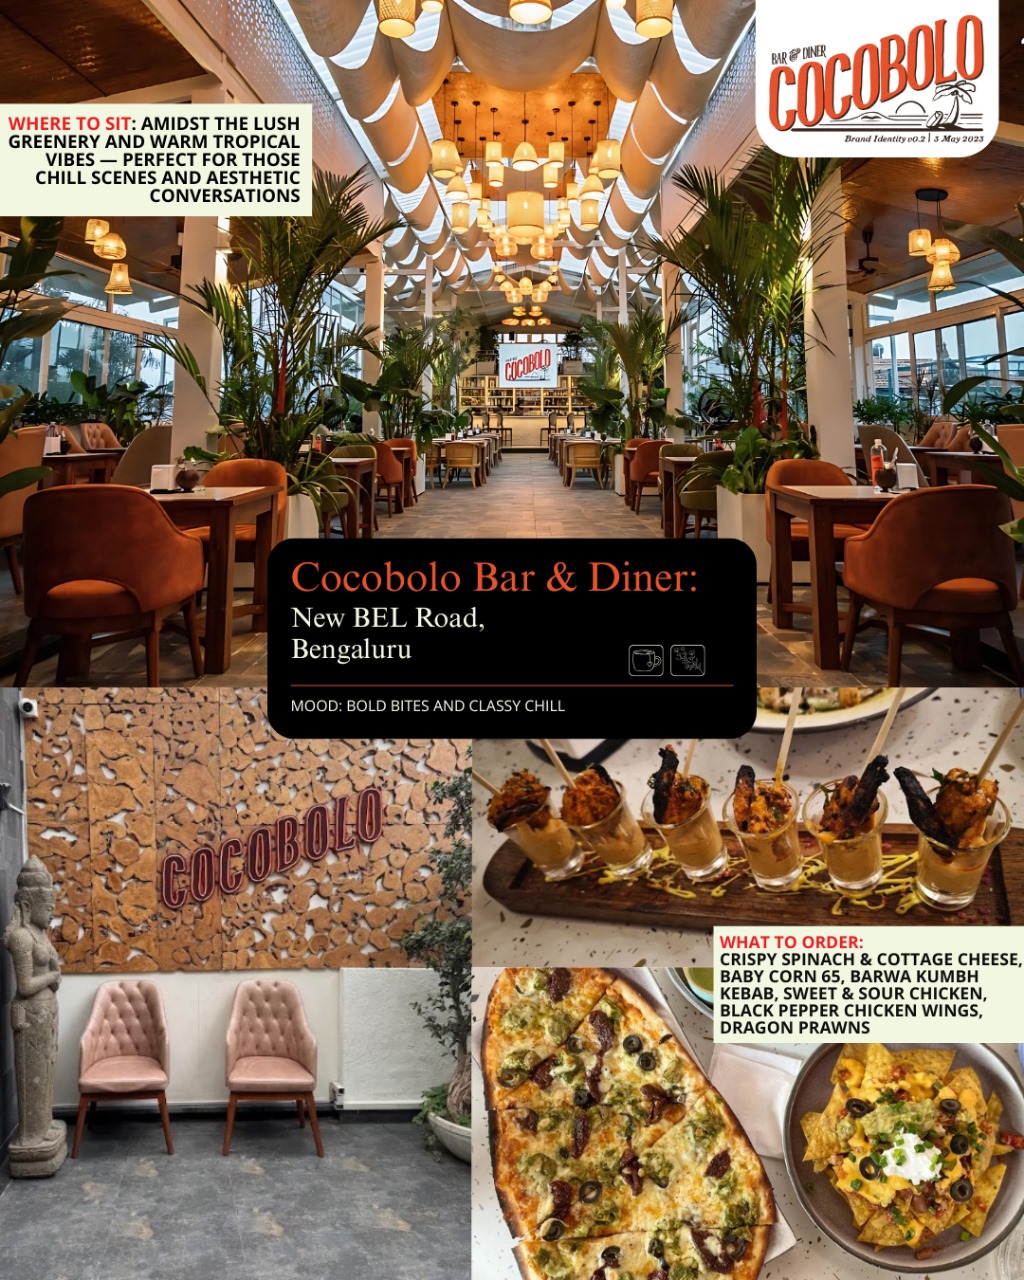 BAR & DINER
COCOBOLO
Brand Identity v0.2 | 3 May 2023
WHERE TO SIT: AMIDST THE LUSH
GREENERY AND WARM TROPICAL
VIBES — PERFECT FOR THOSE
CHILL SCENES AND AESTHETIC
CONVERSATIONS
COCOBOLO
Cocobolo Bar & Diner:
New BEL Road,
Bengaluru
MOOD: BOLD BITES AND CLASSY CHILL
COCOBOLO
WHAT TO ORDER:
CRISPY SPINACH & COTTAGE CHEESE,
BABY CORN 65, BARWA KUMBH
KEBAB, SWEET & SOUR CHICKEN,
BLACK PEPPER CHICKEN WINGS,
DRAGON PRAWNS